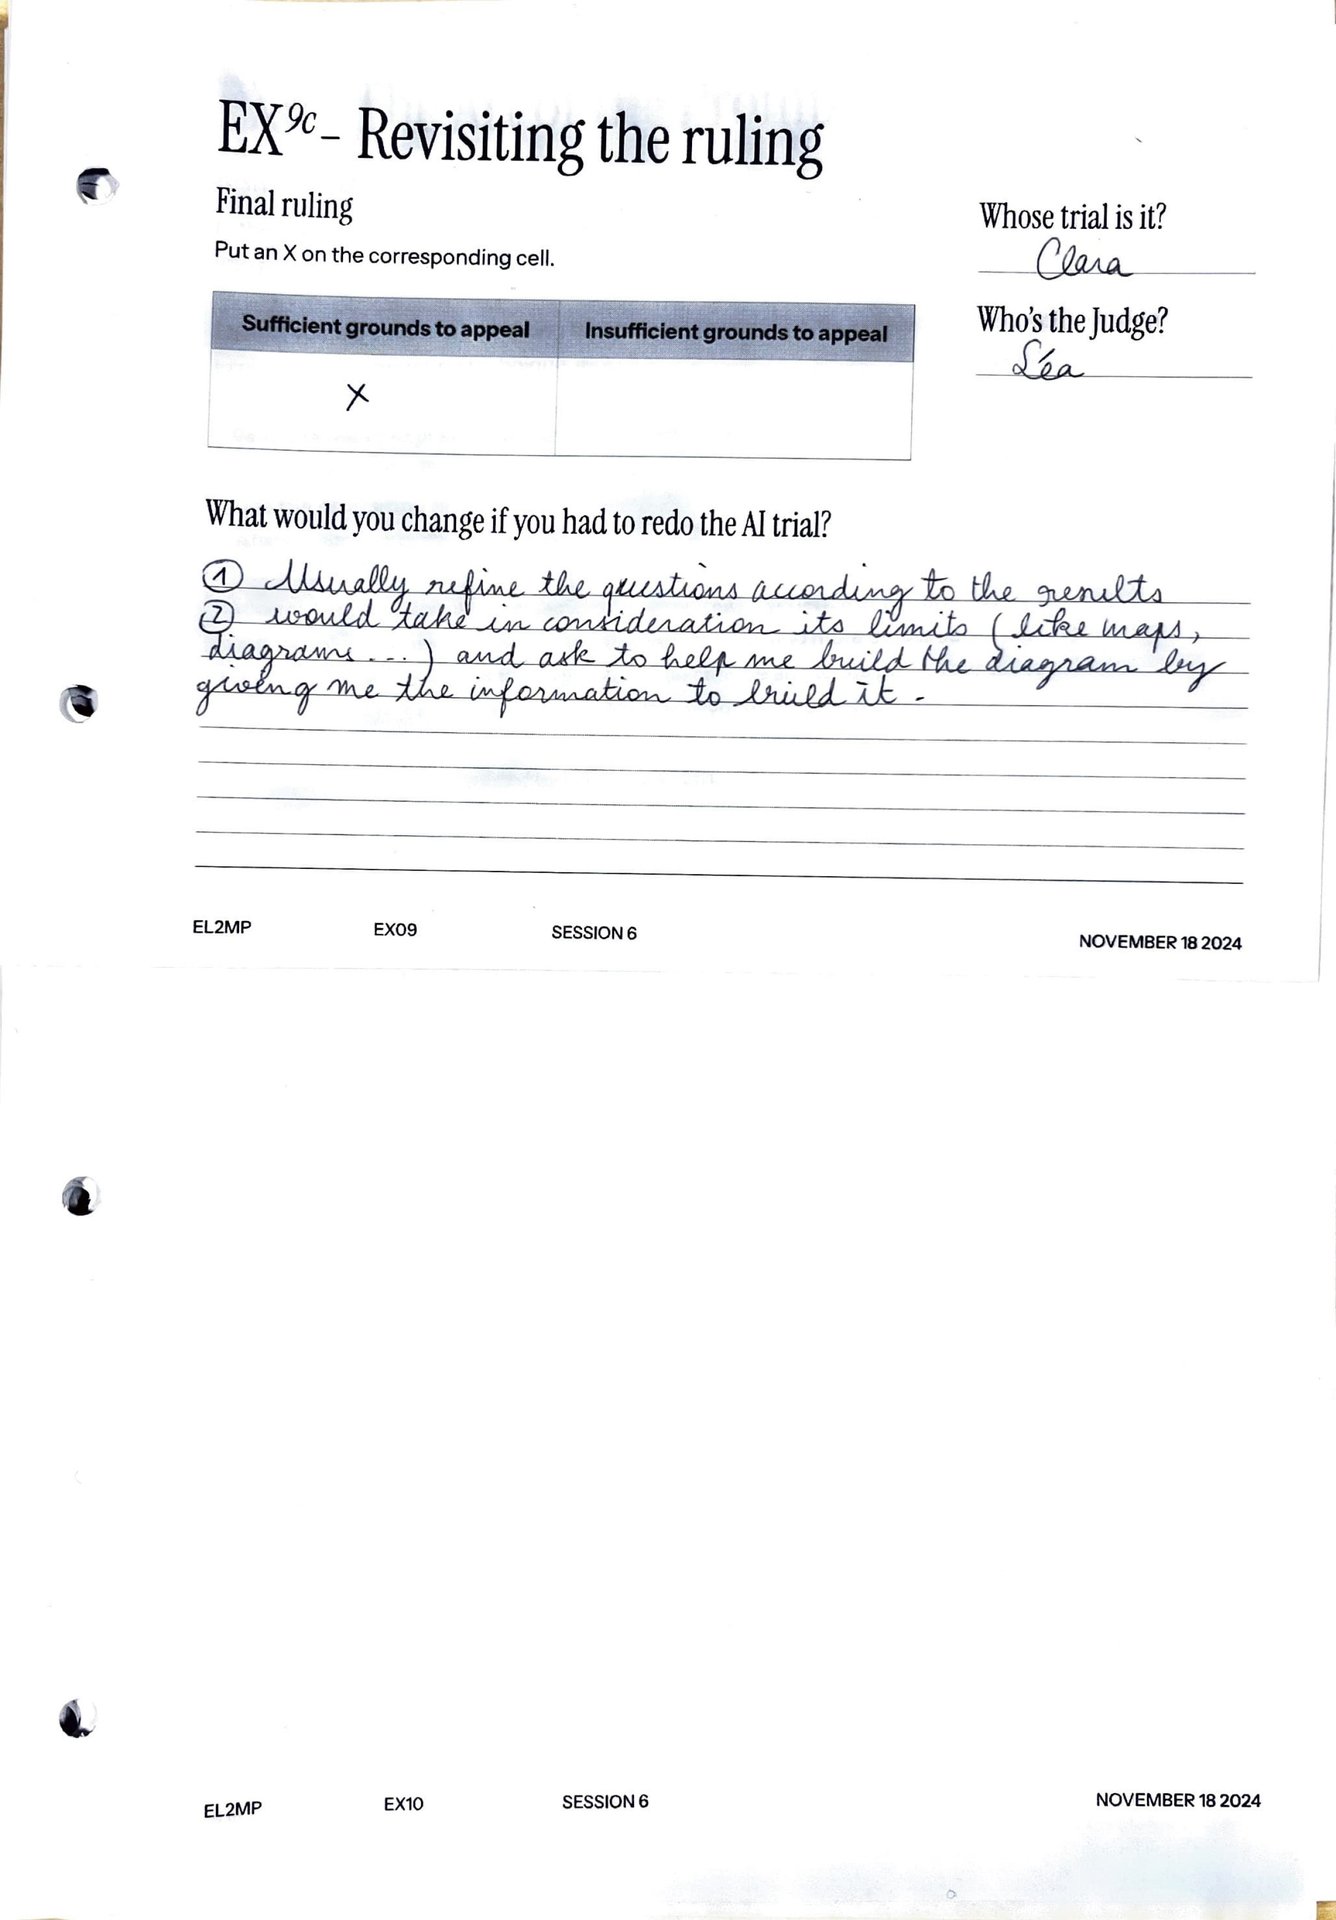 EX9c – Revisiting the ruling
Final ruling
Put an X on the corresponding cell.
Whose trial is it?
Clara
Who's the Judge?
Léa
Sufficient grounds to appeal
Insufficient grounds to appeal
X
What would you change if you had to redo the AI trial?
① Usually refine the questions according to the results
② would take in consideration its limits (like maps,
diagrams...) and ask to help me build the diagram by
giving me the information to build it.
EL2MP EX09 SESSION 6 NOVEMBER 18 2024
EL2MP EX10 SESSION 6 NOVEMBER 18 2024